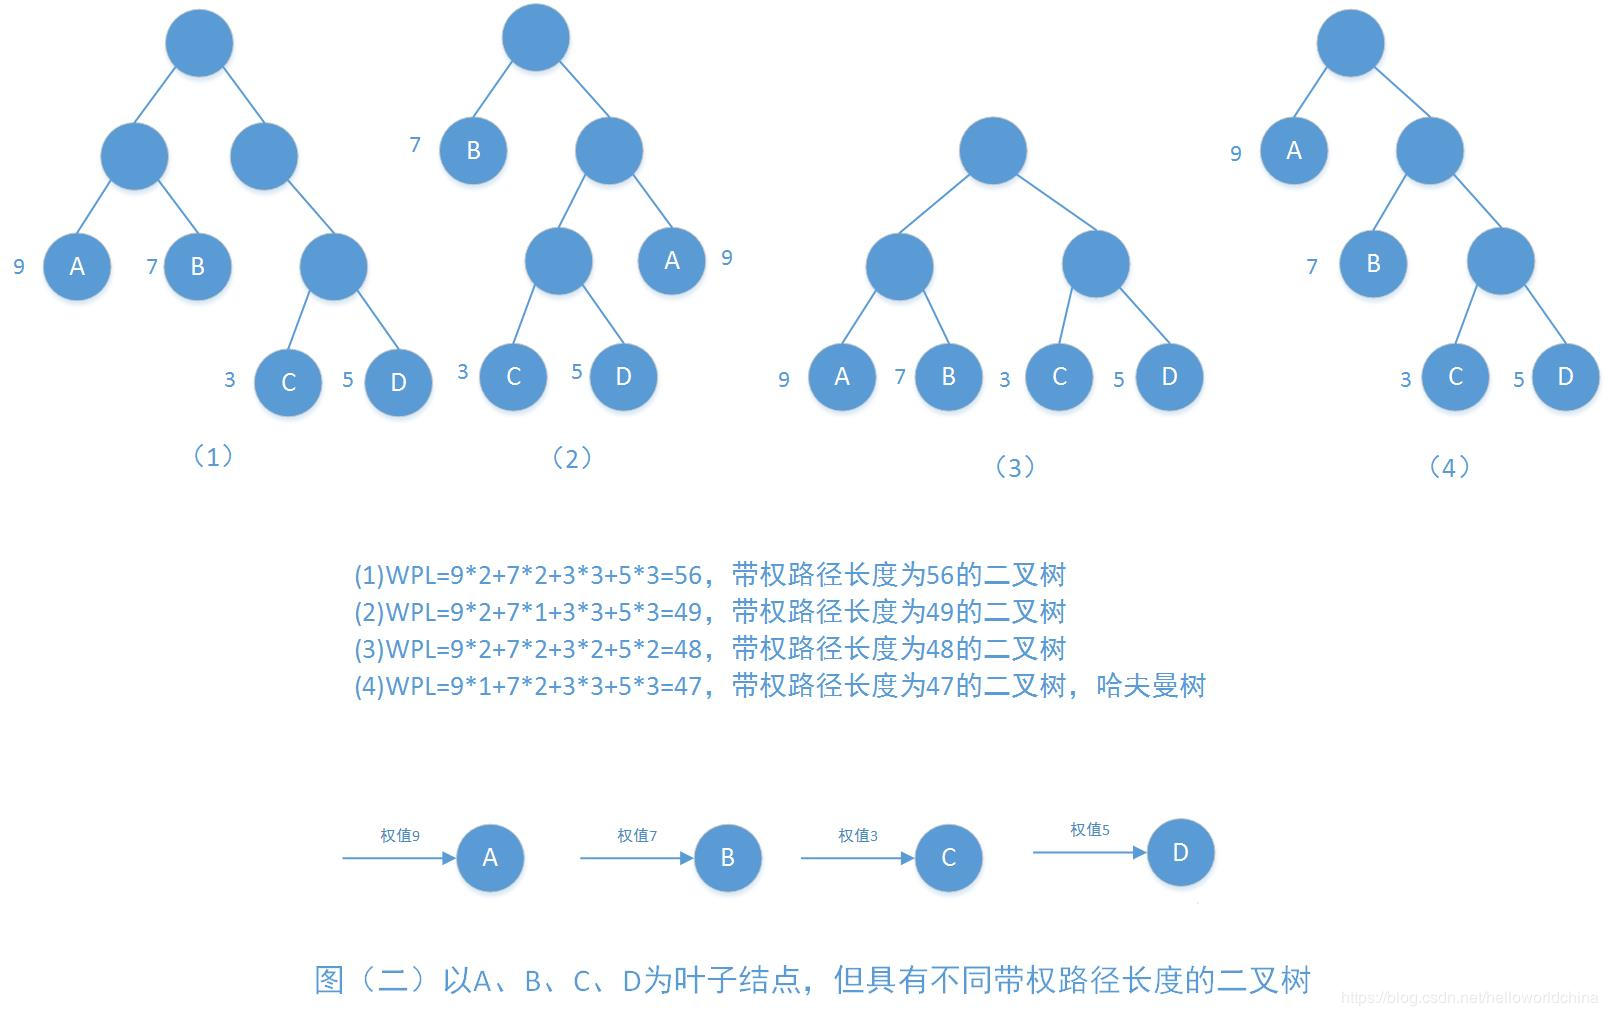 7
B
9
A
9
A
7
B
C
3
D
5
A
9
7
B
9
A
7
B
3
C
5
D
3
C
5
D
3
C
5
D
（1）
（2）
（3）
（4）
(1)WPL=9*2+7*2+3*3+5*3=56，带权路径长度为56的二叉树
(2)WPL=9*2+7*1+3*3+5*3=49，带权路径长度为49的二叉树
(3)WPL=9*2+7*2+3*2+5*2=48，带权路径长度为48的二叉树
(4)WPL=9*1+7*2+3*3+5*3=47，带权路径长度为47的二叉树，哈夫曼树
权值9
A
权值7
B
权值3
C
权值5
D
图（二）以A、B、C、D为叶子结点，但具有不同带权路径长度的二叉树
https://blog.csdn.net/helloworldchina